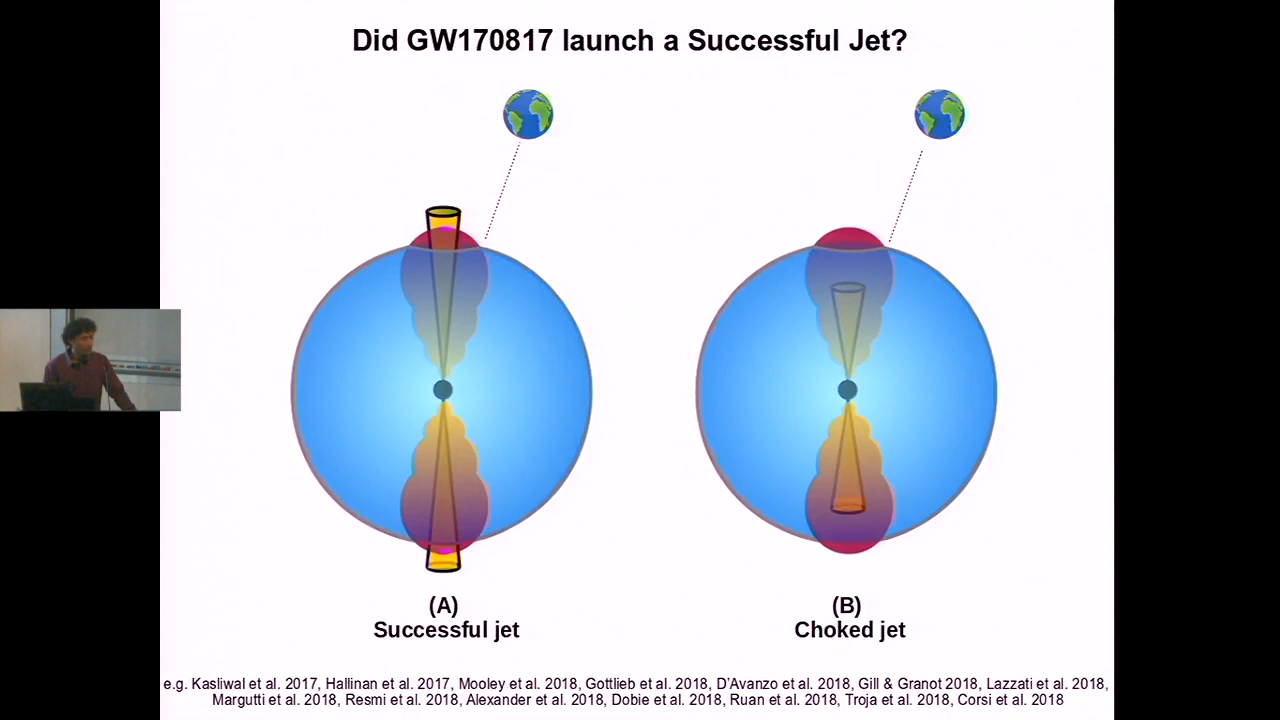 Did GW170817 launch a Successful Jet?
(A)
Successful jet
(B)
Choked jet
e.g. Kasliwal et al. 2017, Hallinan et al. 2017, Mooley et al. 2018, Gottlieb et al. 2018, D'Avanzo et al. 2018, Gill & Granot 2018, Lazzati et al. 2018,
Margutti et al. 2018, Resmi et al. 2018, Alexander et al. 2018, Dobie et al. 2018, Ruan et al. 2018, Troja et al. 2018, Corsi et al. 2018